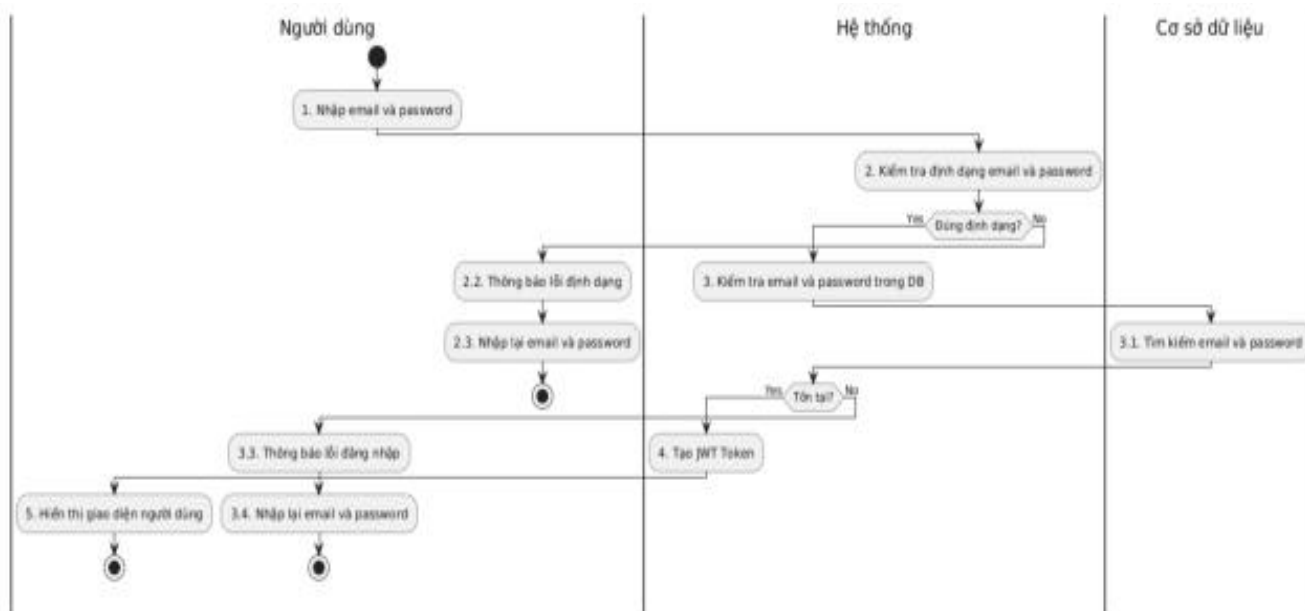 Người dùng
Hệ thống
Cơ sở dữ liệu
1. Nhập email và password
2. Kiểm tra định dạng email và password
Yes
Đúng định dạng?
No
2.2. Thông báo lỗi định dạng
3. Kiểm tra email và password trong DB
2.3. Nhập lại email và password
3.1. Tìm kiếm email và password
Yes
Tồn tại?
No
3.3. Thông báo lỗi đăng nhập
4. Tạo JWT Token
5. Hiển thị giao diện người dùng
3.4. Nhập lại email và password